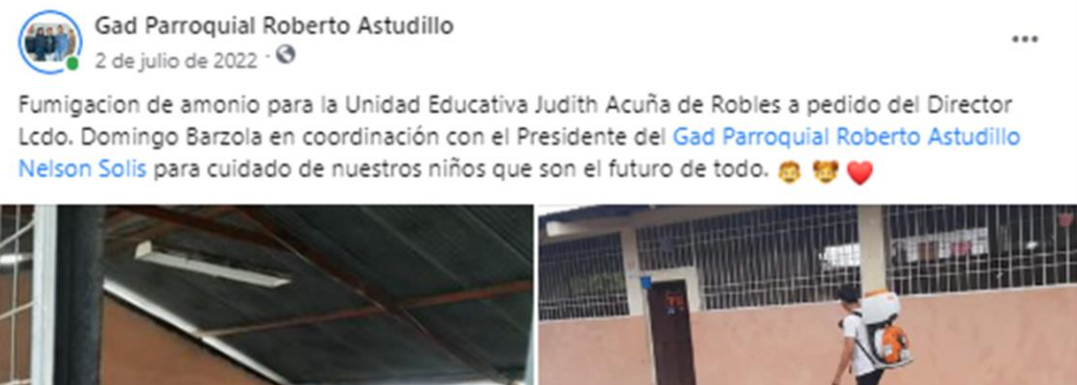 Gad Parroquial Roberto Astudillo
2 de julio de 2022 ·
Fumigacion de amonio para la Unidad Educativa Judith Acuña de Robles a pedido del Director
Lcdo. Domingo Barzola en coordinación con el Presidente del Gad Parroquial Roberto Astudillo
Nelson Solis para cuidado de nuestros niños que son el futuro de todo. 👦 👧 ❤️